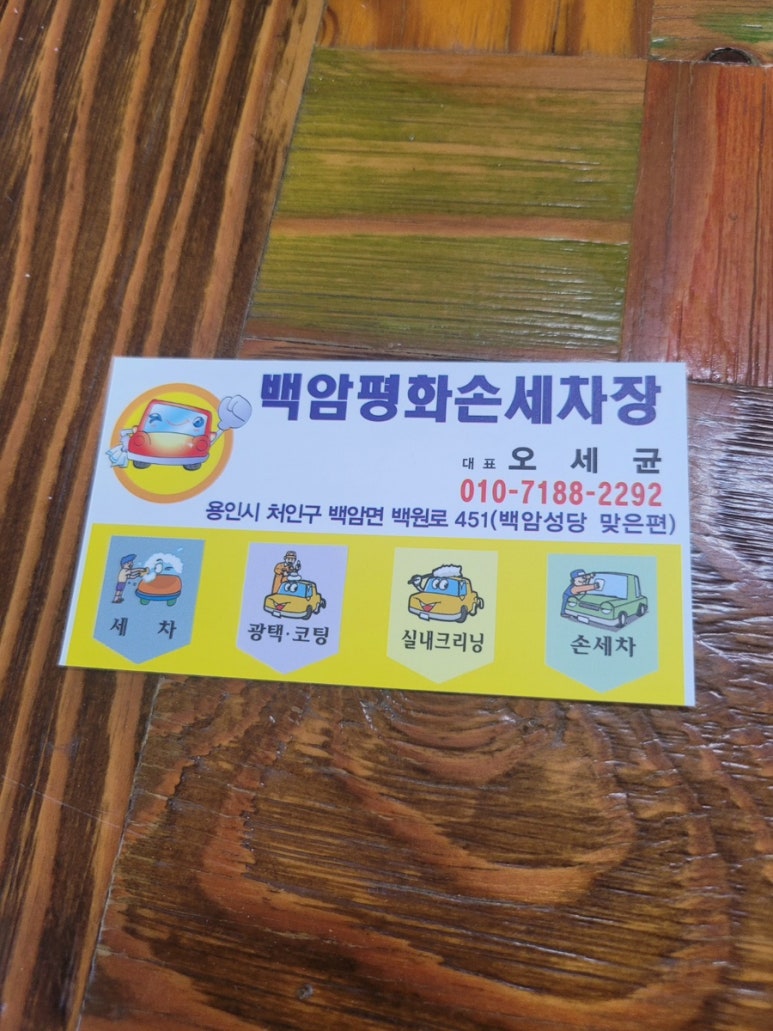 백암평화손세차장
대표 오세균
010-7188-2292
용인시 처인구 백암면 백원로 451(백암성당 맞은편)
세 차
광택·코팅
실내크리닝
손세차